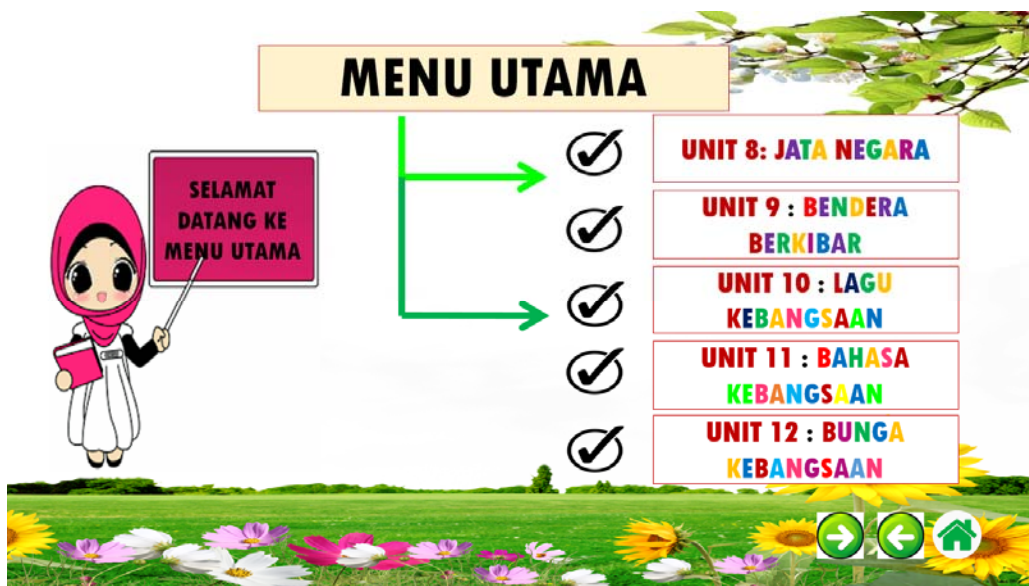 MENU UTAMA
SELAMAT
DATANG KE
MENU UTAMA
UNIT 8: JATA NEGARA
UNIT 9 : BENDERA
BERKIBAR
UNIT 10 : LAGU
KEBANGSAAN
UNIT 11 : BAHASA
KEBANGSAAN
UNIT 12 : BUNGA
KEBANGSAAN